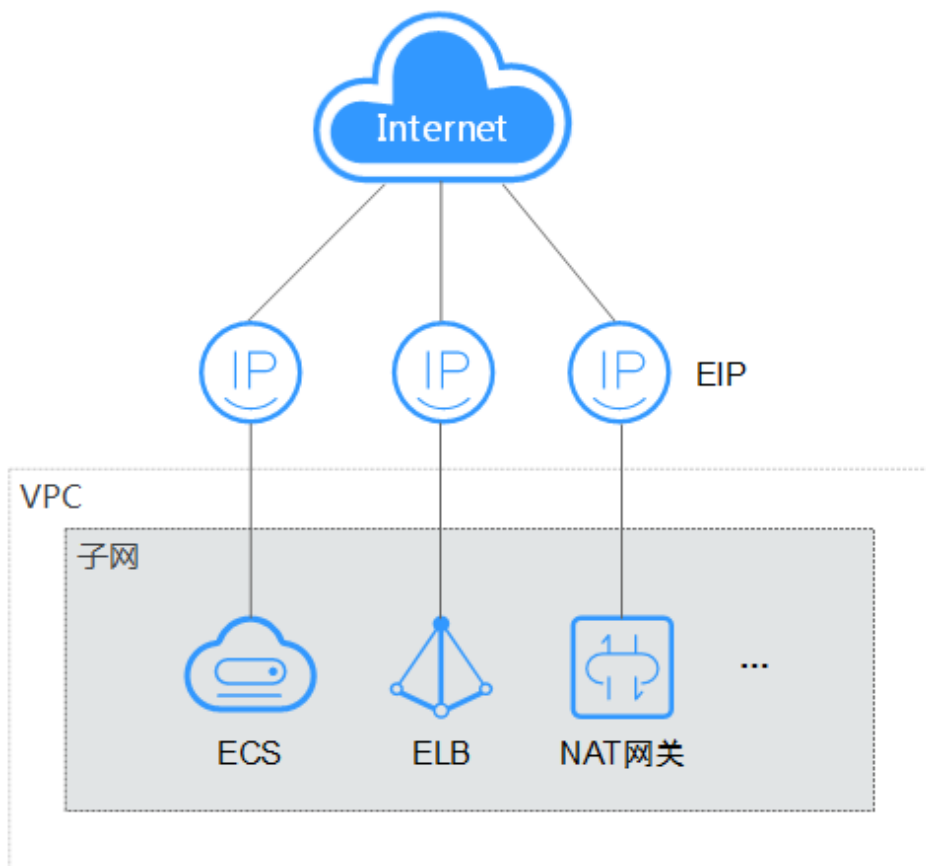 Internet
IP
IP
IP
EIP
VPC
子网
...
ECS
ELB
NAT网关